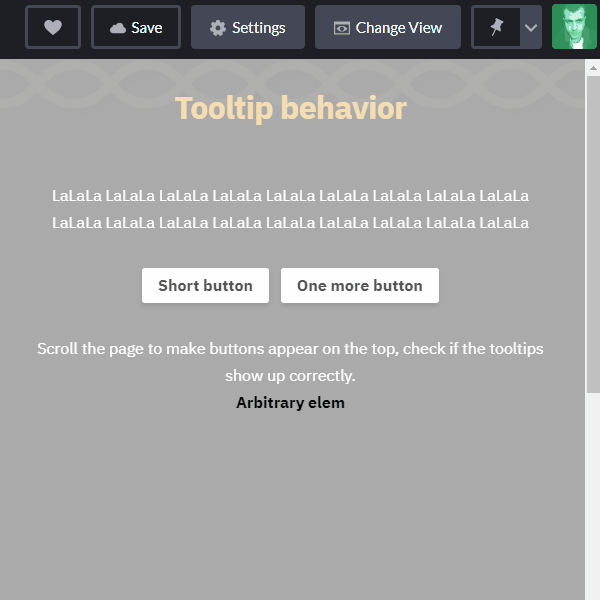 Save Settings Change View
Tooltip behavior
LaLaLa LaLaLa LaLaLa LaLaLa LaLaLa LaLaLa LaLaLa LaLaLa LaLaLa
LaLaLa LaLaLa LaLaLa LaLaLa LaLaLa LaLaLa LaLaLa LaLaLa LaLaLa
Short button One more button
Scroll the page to make buttons appear on the top, check if the tooltips
show up correctly.
Arbitrary elem